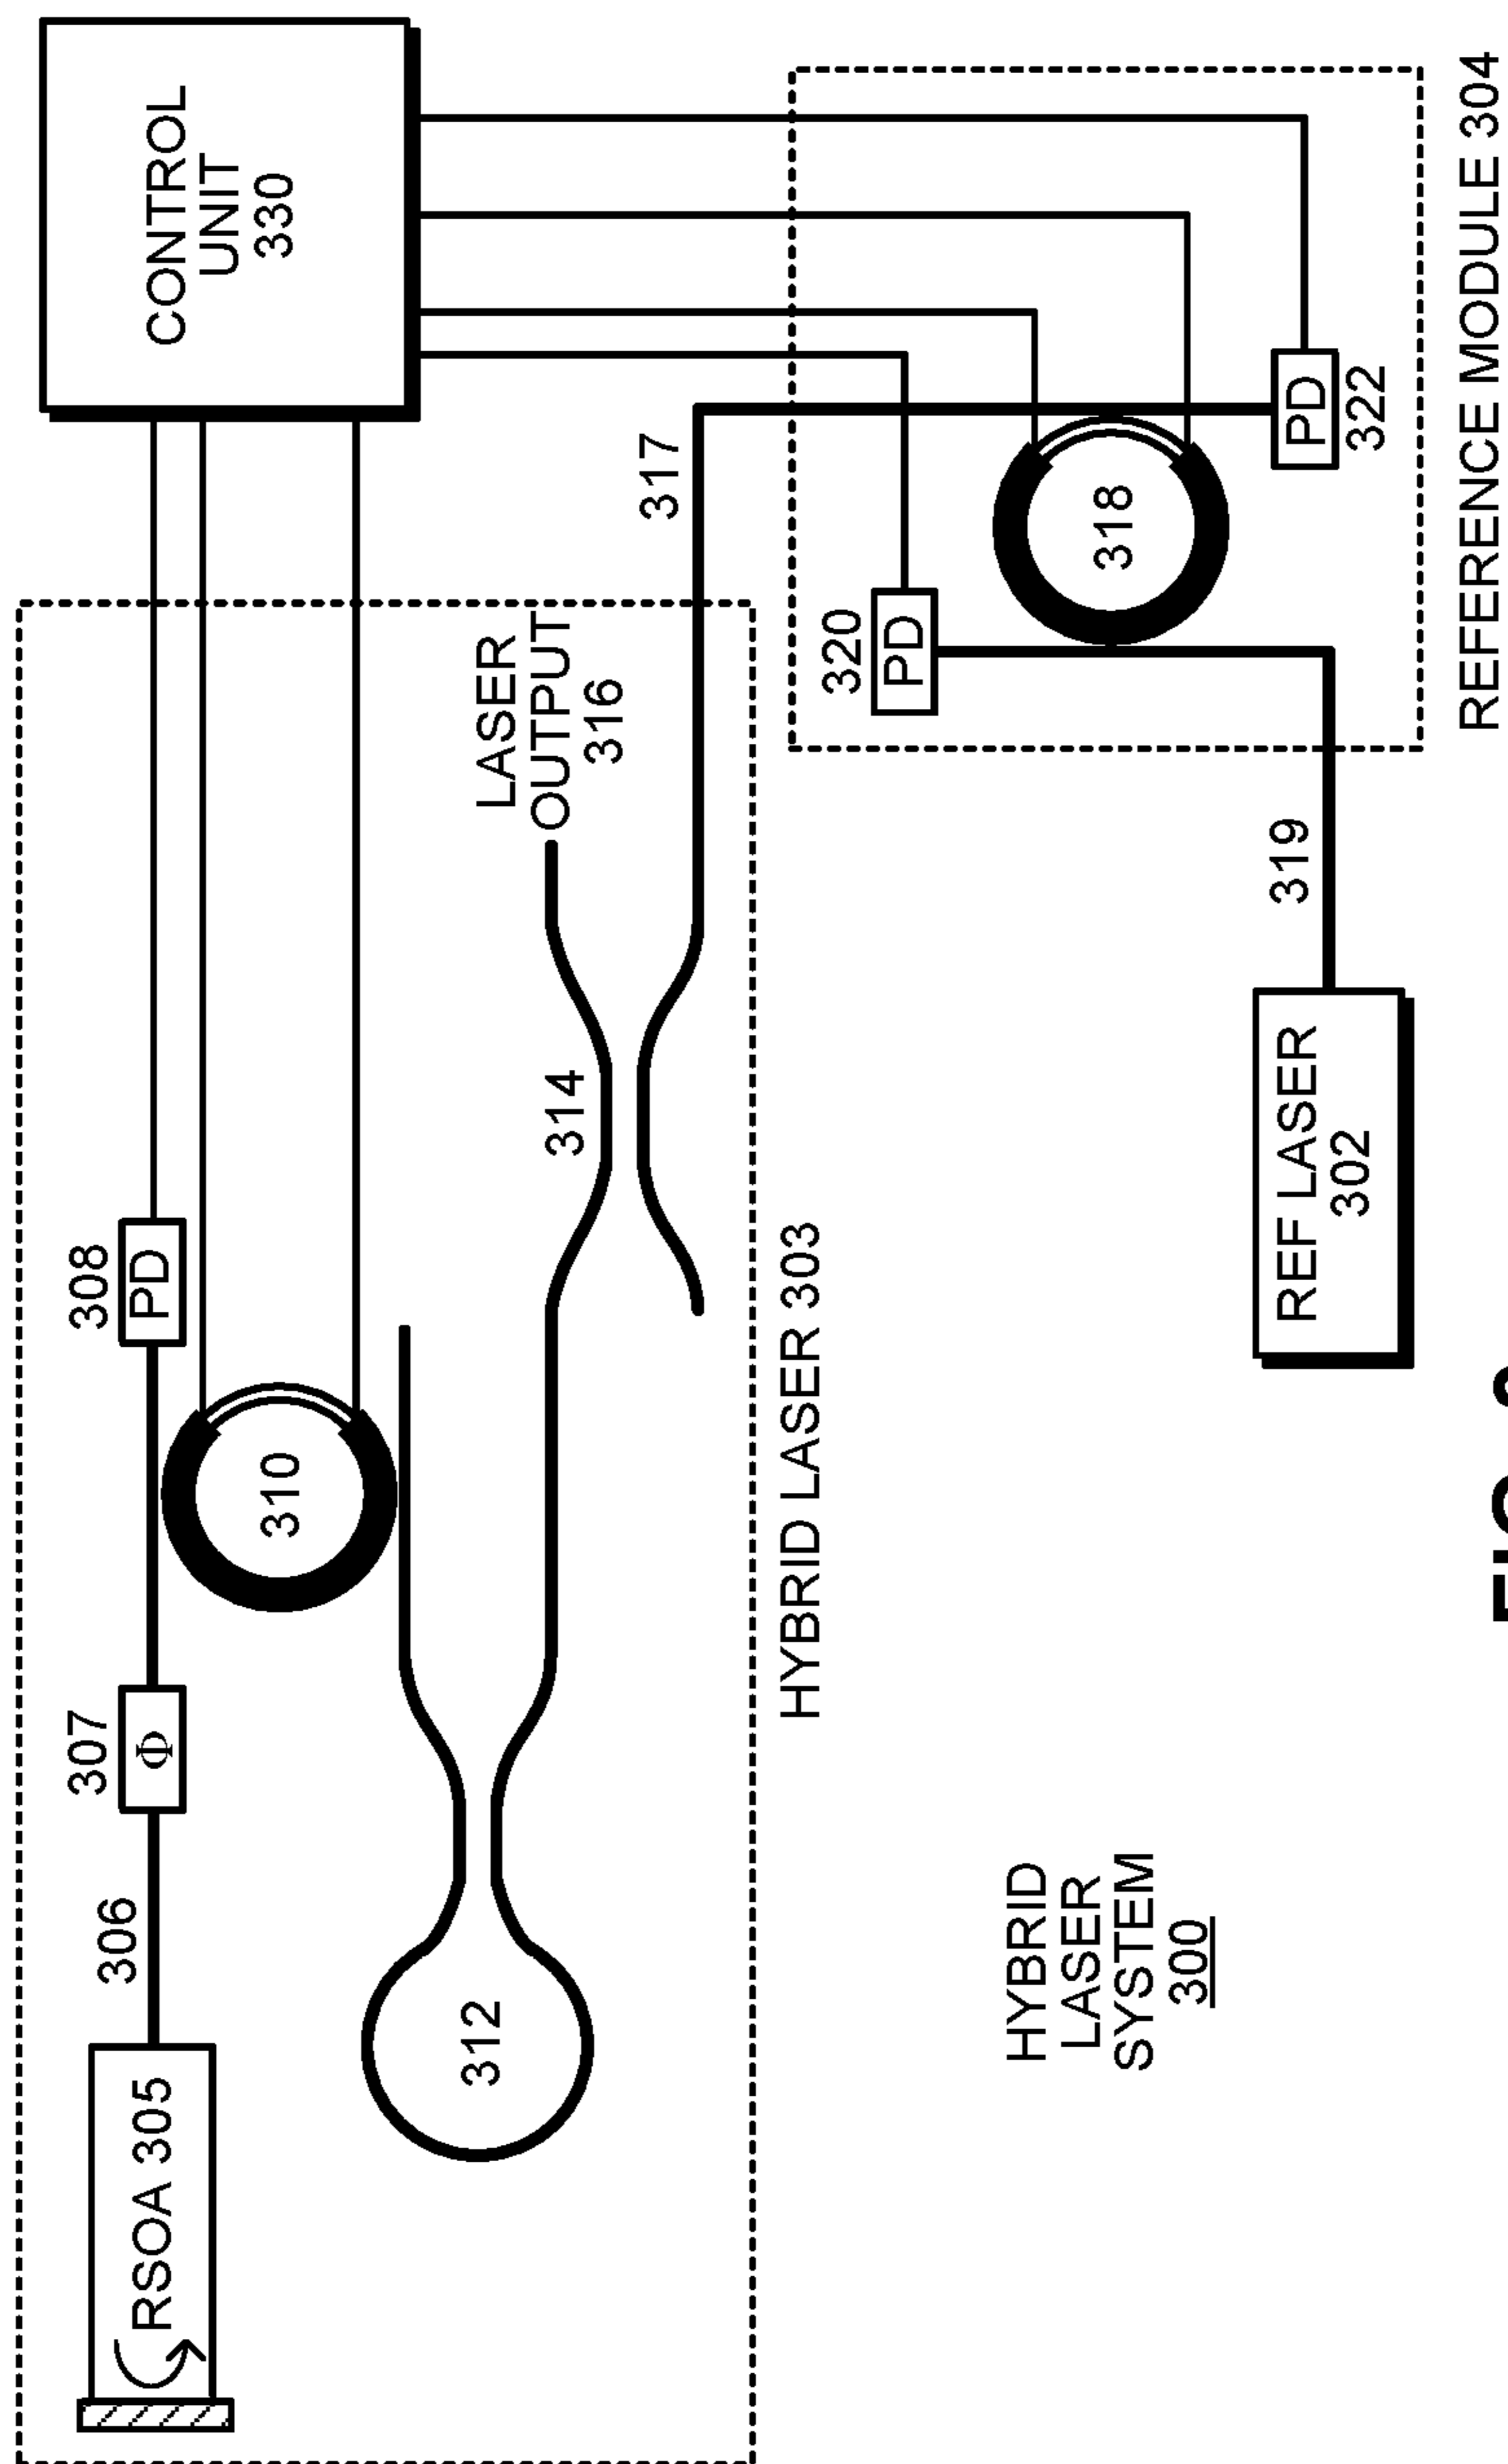 RSOA 305
306
307
Φ
308
PD
310
312
314
LASER
OUTPUT
316
317
CONTROL
UNIT
330
HYBRID LASER 303
320
PD
318
PD
322
REFERENCE MODULE 304
319
REF LASER
302
HYBRID
LASER
SYSTEM
300